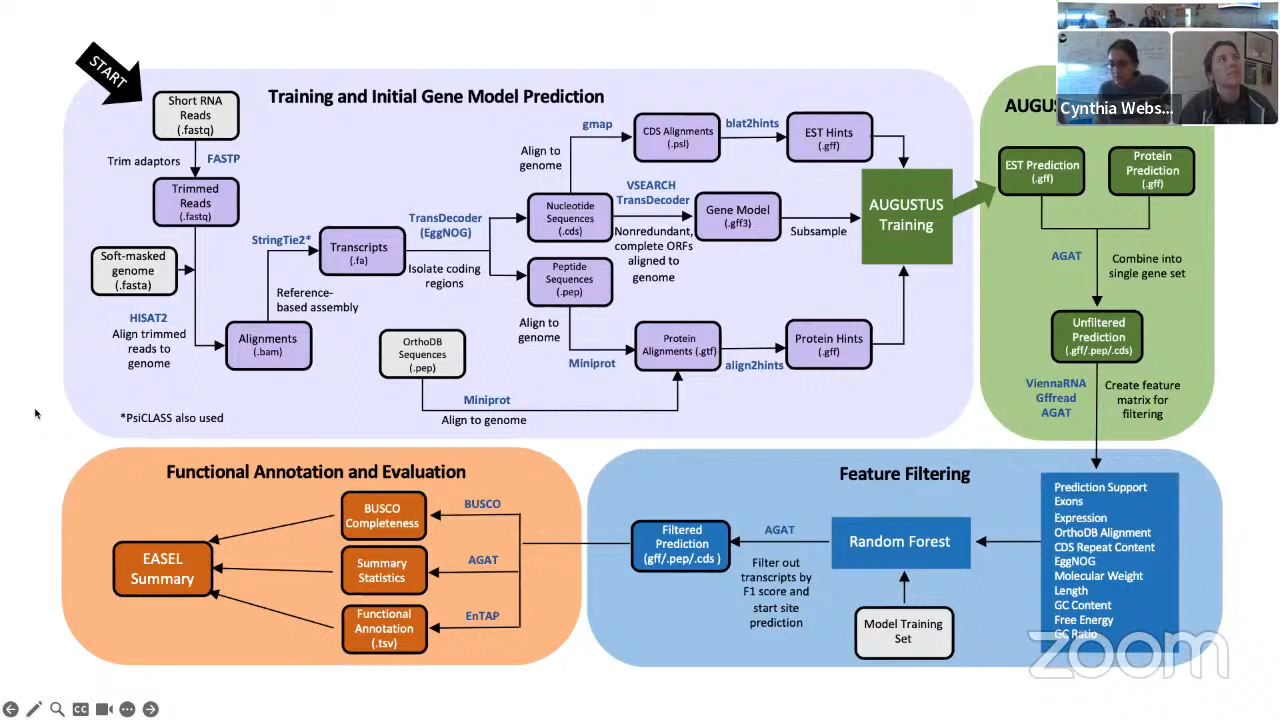 START
Training and Initial Gene Model Prediction
Short RNA
Reads
(.fastq)
Trim adaptors
FASTP
Trimmed
Reads
(.fastq)
Soft-masked
genome
(.fasta)
HISAT2
Align trimmed
reads to
genome
Alignments
(.bam)
StringTie2*
Reference-
based assembly
Transcripts
(.fa)
TransDecoder
(EggNOG)
Isolate coding
regions
Nucleotide
Sequences
(.cds)
Peptide
Sequences
(.pep)
Align to
genome
gmap
CDS Alignments
(.psl)
blat2hints
EST Hints
(.gff)
VSEARCH
TransDecoder
Nonredundant,
complete ORFs
aligned to
genome
Gene Model
(.gff3)
Subsample
AUGUSTUS
Training
Align to
genome
Miniprot
OrthoDB
Sequences
(.pep)
Miniprot
Align to genome
Protein
Alignments (.gtf)
align2hints
Protein Hints
(.gff)
*PsiCLASS also used
Cynthia Webs...
AUGUS
EST Prediction
(.gff)
Protein
Prediction
(.gff)
AGAT
Combine into
single gene set
Unfiltered
Prediction
(.gff/.pep/.cds)
ViennaRNA
Gffread
AGAT
Create feature
matrix for
filtering
Feature Filtering
Prediction Support
Exons
Expression
OrthoDB Alignment
CDS Repeat Content
EggNOG
Molecular Weight
Length
GC Content
Free Energy
GC Ratio
Random Forest
Model Training
Set
AGAT
Filter out
transcripts by
F1 score and
start site
prediction
Filtered
Prediction
(gff/.pep/.cds )
Functional Annotation and Evaluation
BUSCO
BUSCO
Completeness
AGAT
Summary
Statistics
EnTAP
Functional
Annotation
(.tsv)
EASEL
Summary
zoom
CC